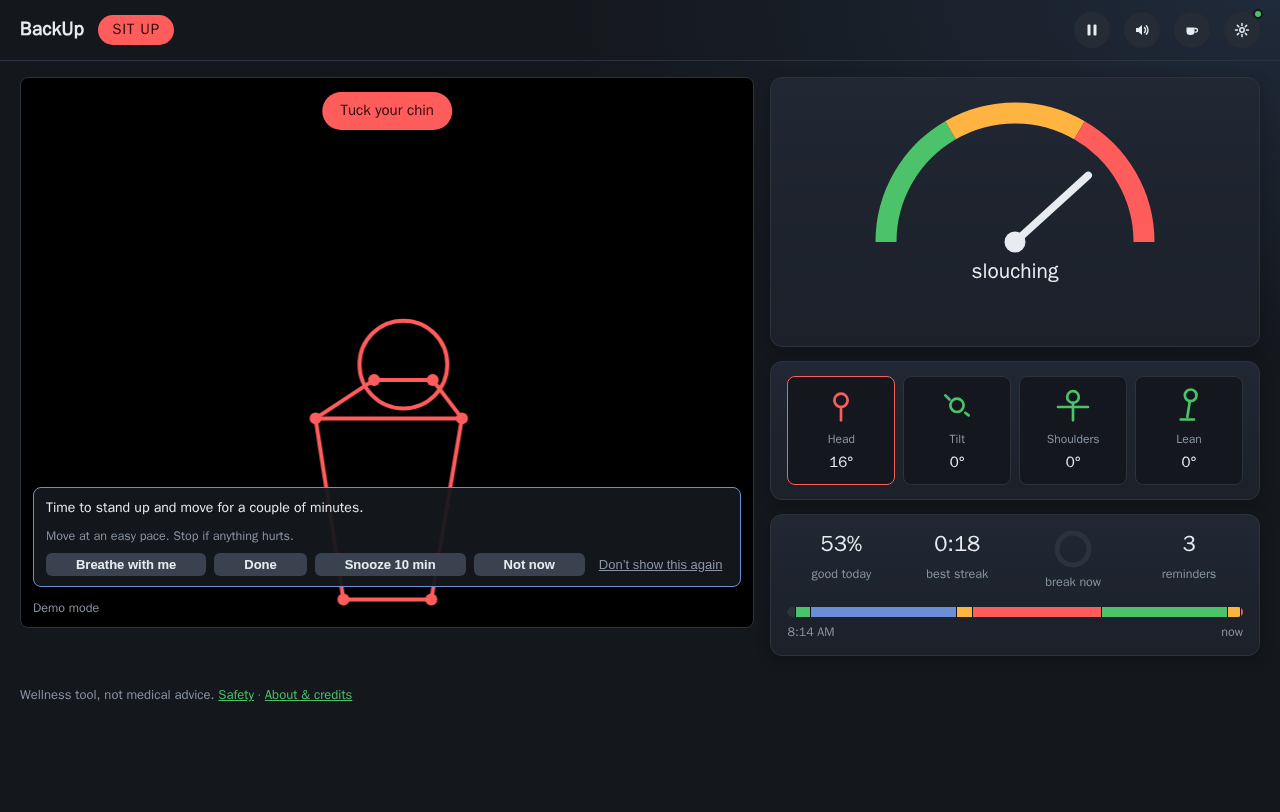 BackUp SIT UP
Tuck your chin
Time to stand up and move for a couple of minutes.
Move at an easy pace. Stop if anything hurts.
Breathe with me Done Snooze 10 min Not now Don't show this again
Demo mode
slouching
Head Tilt Shoulders Lean
16° 0° 0° 0°
53% 0:18 3
good today best streak break now reminders
8:14 AM now
Wellness tool, not medical advice. Safety · About & credits